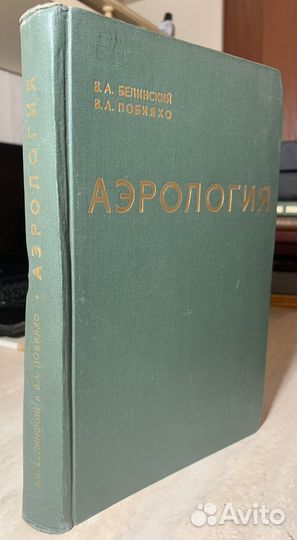 В.А. БЕЛИНСКИЙ
В.А. ПОБИЯХО
АЭРОЛОГИЯ
В.А. БЕЛИНСКИЙ и В.А. ПОБИЯХО • АЭРОЛОГИЯ
Avito